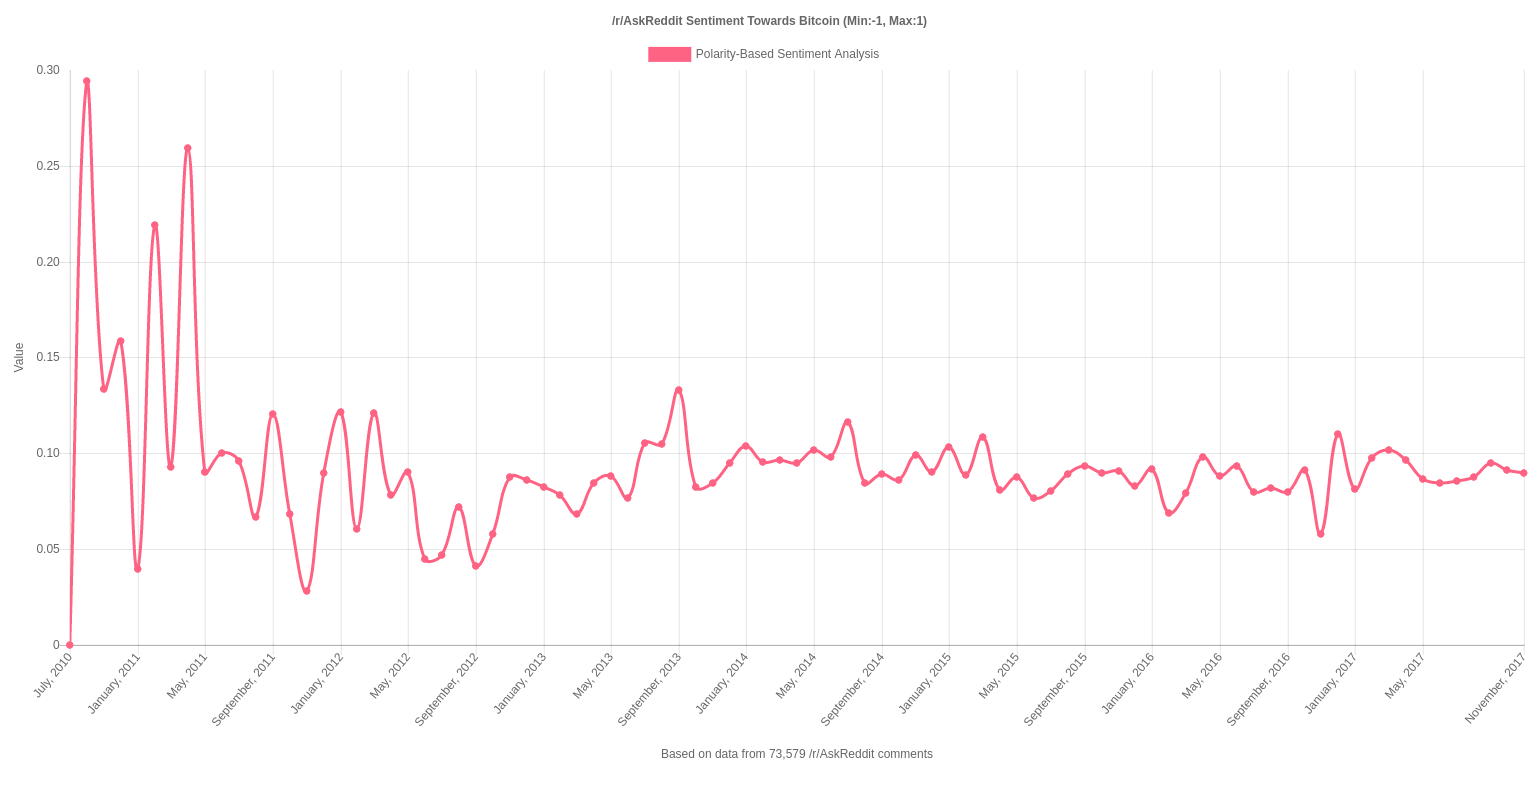 /r/AskReddit Sentiment Towards Bitcoin (Min:-1, Max:1)
Polarity-Based Sentiment Analysis
0.30
0.25
0.20
0.15
0.10
0.05
0
Value
July, 2010
January, 2011
May, 2011
September, 2011
January, 2012
May, 2012
September, 2012
January, 2013
May, 2013
September, 2013
January, 2014
May, 2014
September, 2014
January, 2015
May, 2015
September, 2015
January, 2016
May, 2016
September, 2016
January, 2017
May, 2017
November, 2017
Based on data from 73,579 /r/AskReddit comments